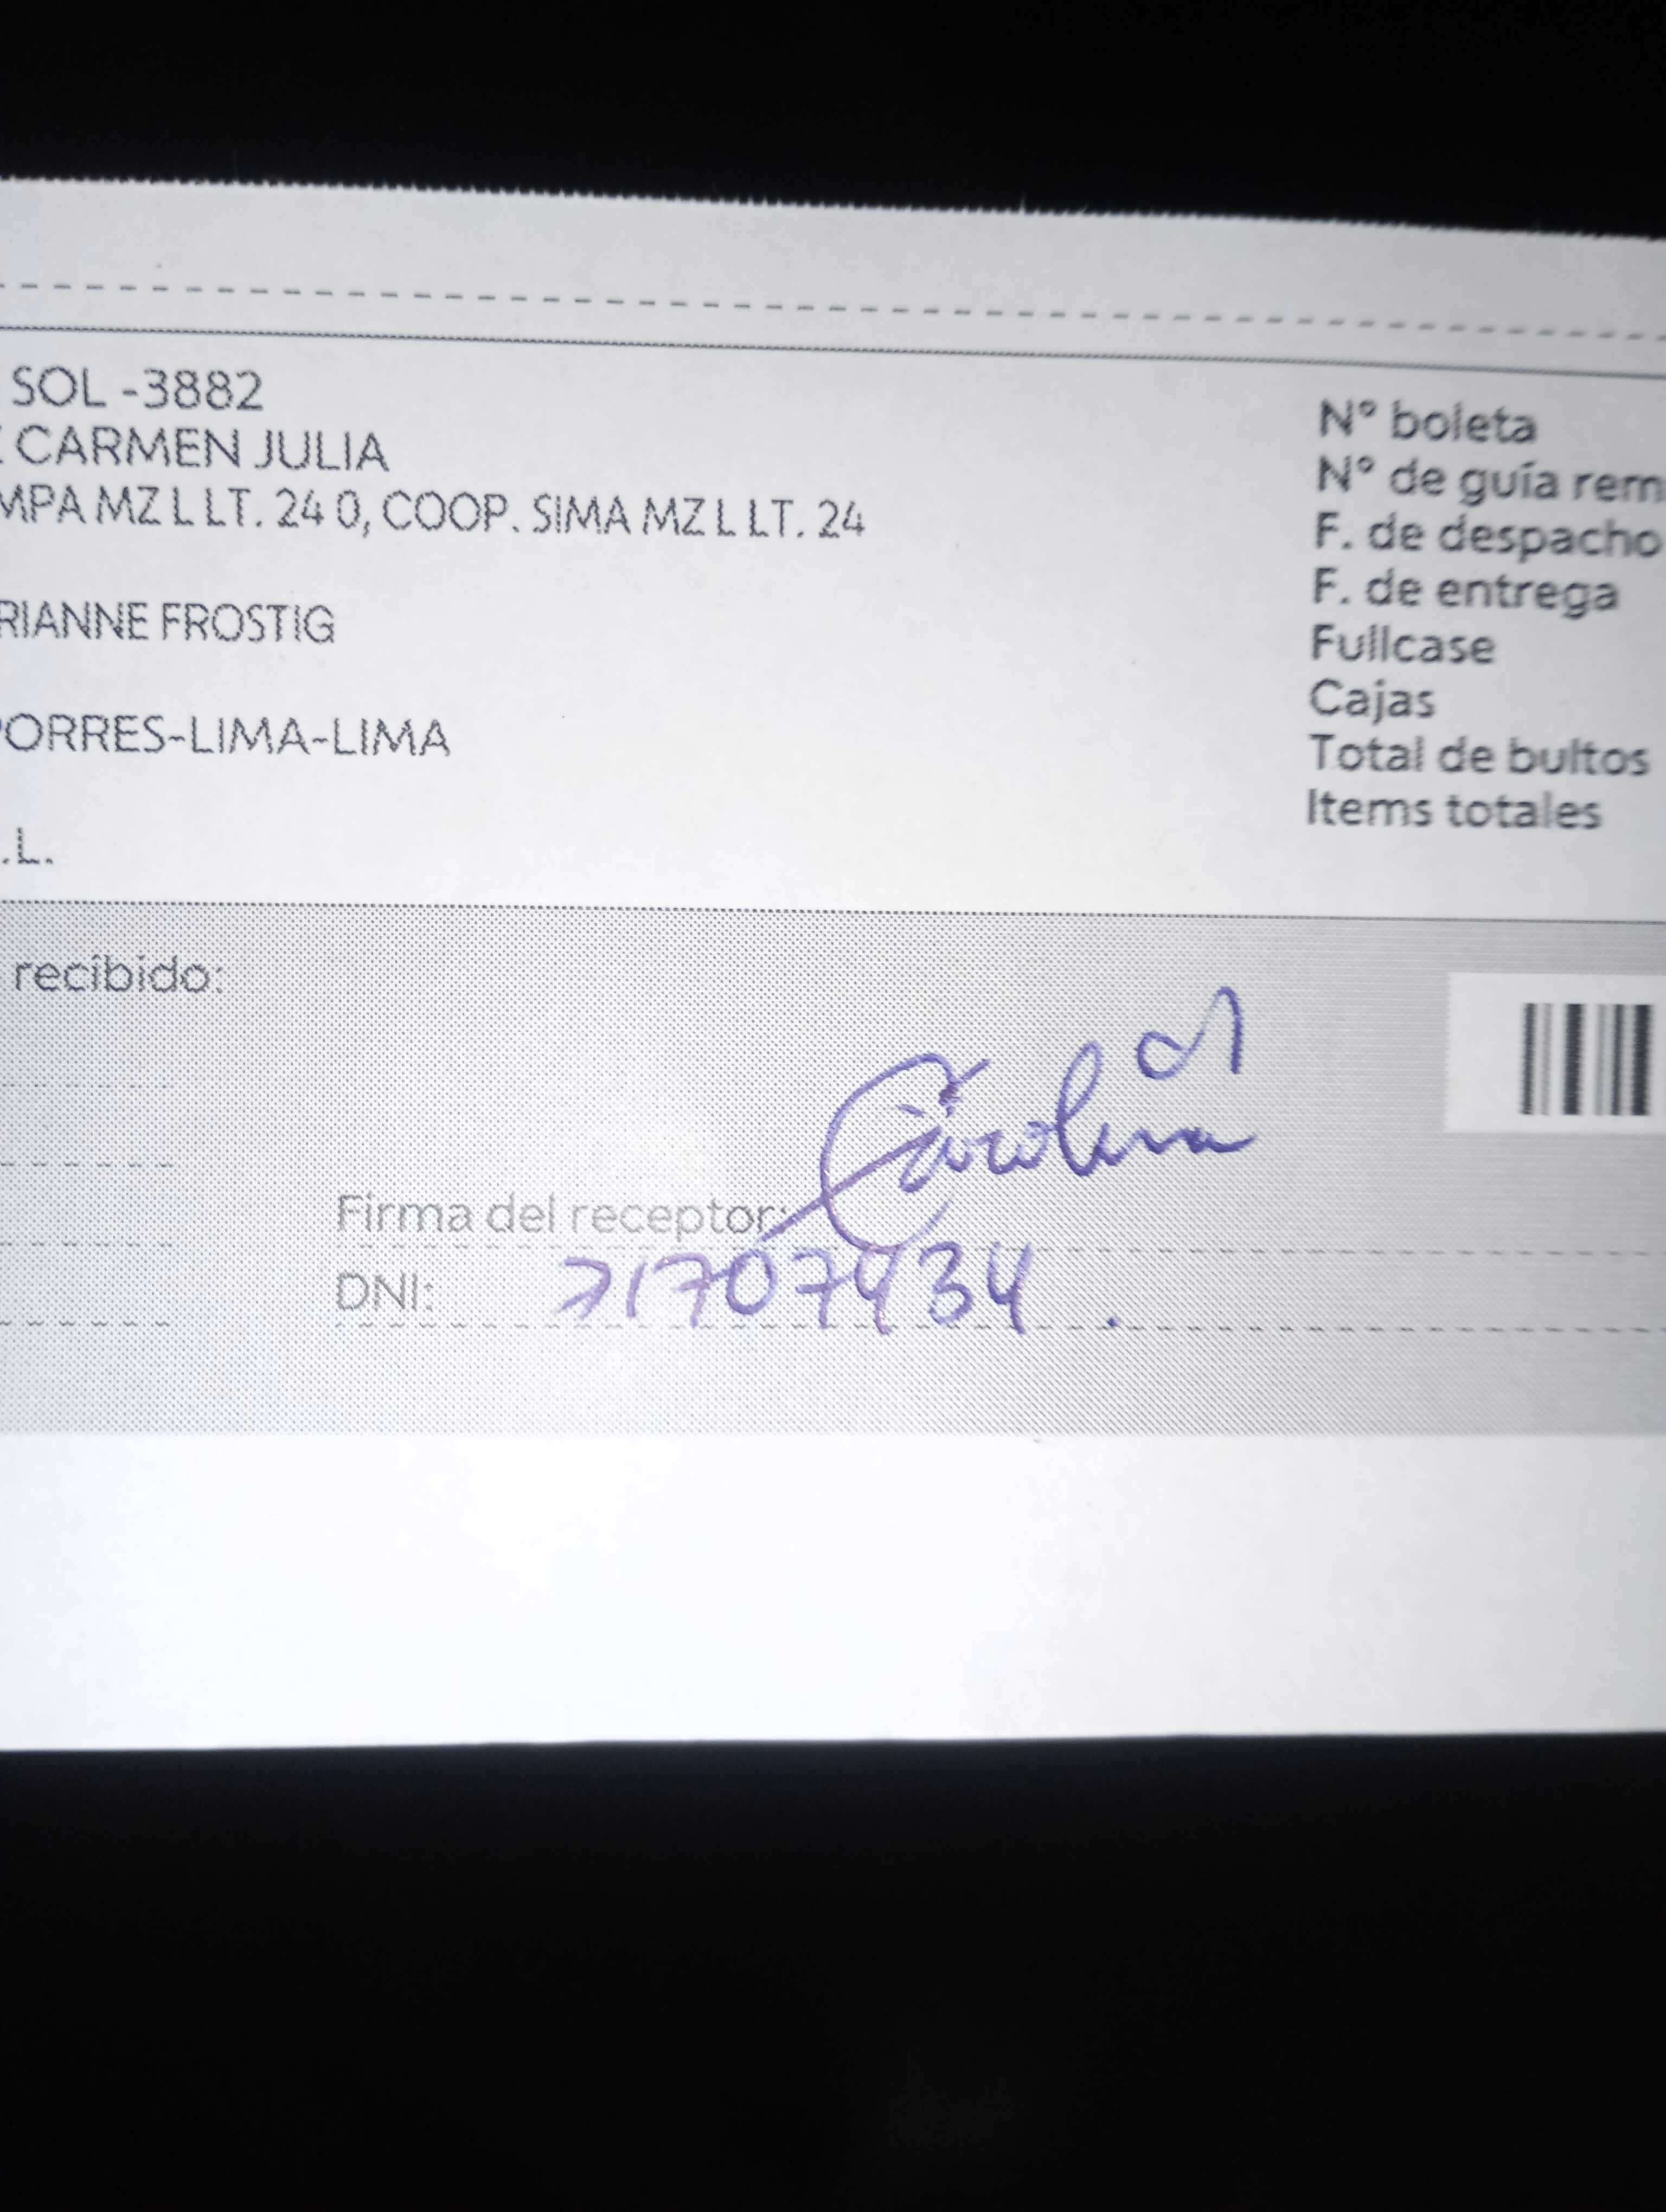 SOL -3882
CARMEN JULIA
MPA MZ L LT. 24 0, COOP. SIMA MZ L LT. 24
RIANNE FROSTIG
PORRES-LIMA-LIMA
.L.
N° boleta
N° de guía rem
F. de despacho
F. de entrega
Fullcase
Cajas
Total de bultos
Items totales
recibido:
Carolina
Firma del receptor:
DNI: 71707434.